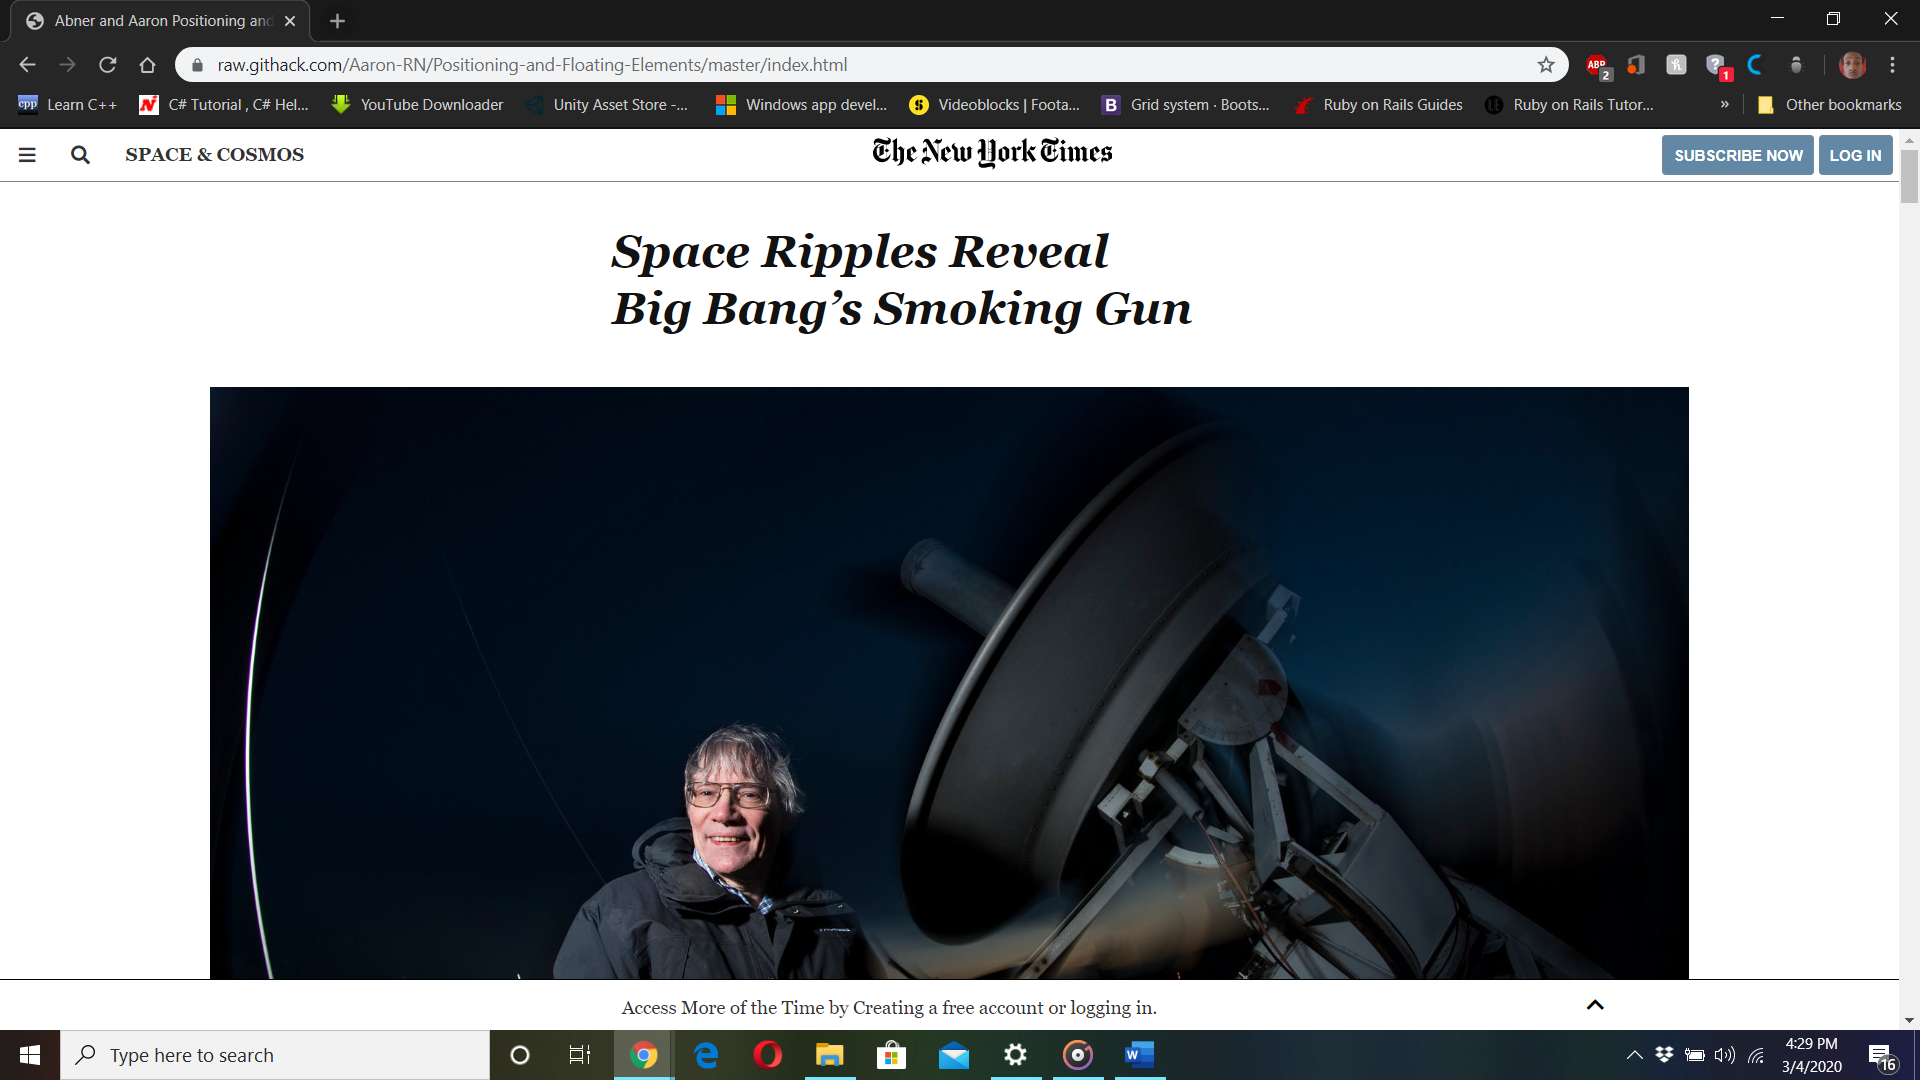 Abner and Aaron Positioning and
raw.githack.com/Aaron-RN/Positioning-and-Floating-Elements/master/index.html
ABP
2
1
cpp Learn C++
C# Tutorial , C# Hel...
YouTube Downloader
Unity Asset Store -...
Windows app devel...
Videoblocks | Foota...
B Grid system · Boots...
Ruby on Rails Guides
Ruby on Rails Tutor...
»
Other bookmarks
SPACE & COSMOS
The New York Times
SUBSCRIBE NOW
LOG IN
Space Ripples Reveal
Big Bang’s Smoking Gun
Access More of the Time by Creating a free account or logging in.
Type here to search
4:29 PM
3/4/2020
16